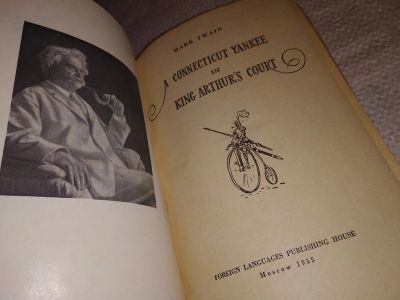 MARK TWAIN
A CONNECTICUT YANKEE
IN
KING ARTHUR'S COURT
FOREIGN LANGUAGES PUBLISHING HOUSE
Moscow 1955